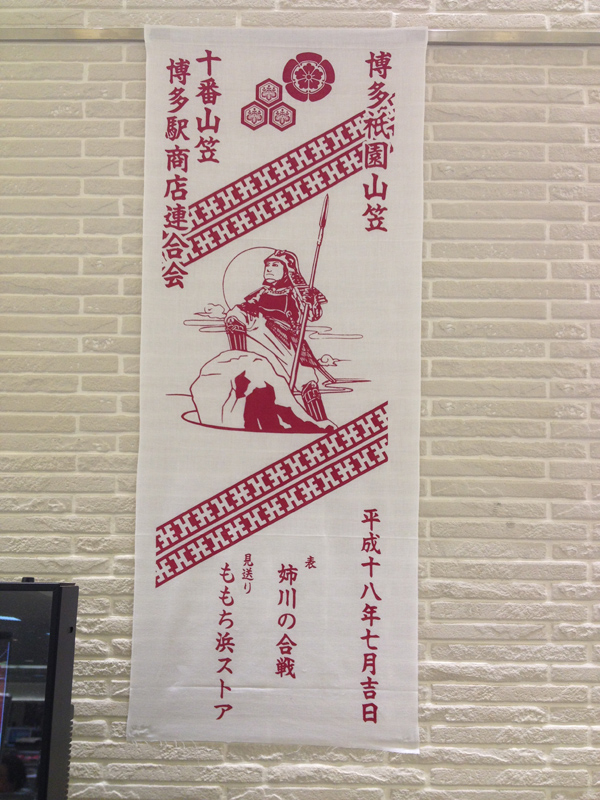 博多祇園山笠
十番山笠
博多駅商店連合会
平成十八年七月吉日
表
姉川の合戦
見送り
ももち浜ストア